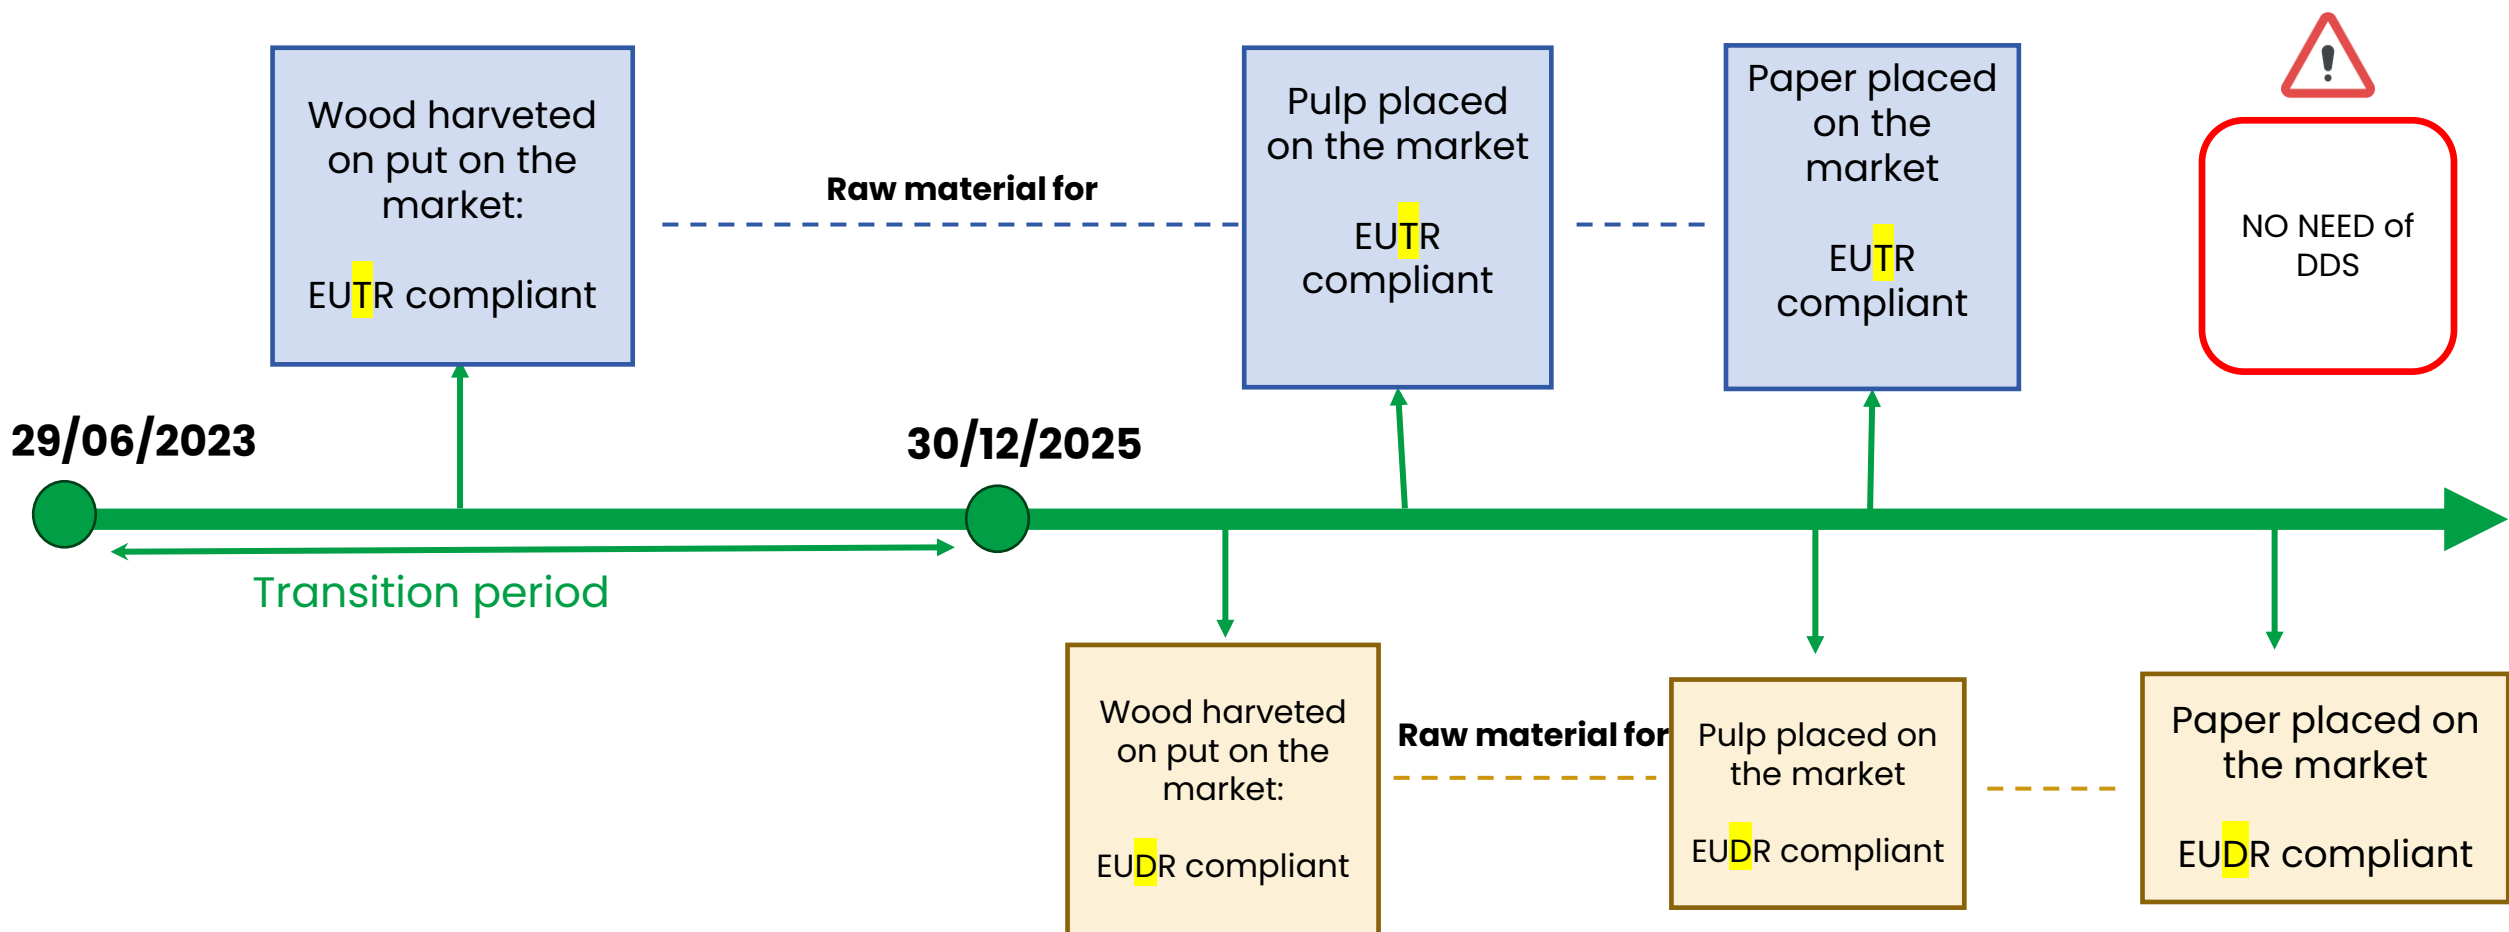 Wood harveted
on put on the
market:
EUTR compliant
Raw material for
Pulp placed
on the market
EUTR
compliant
Paper placed
on the
market
EUTR
compliant
NO NEED of
DDS
29/06/2023
30/12/2025
Transition period
Wood harveted
on put on the
market:
EUDR compliant
Raw material for
Pulp placed on
the market
EUDR compliant
Paper placed on
the market
EUDR compliant